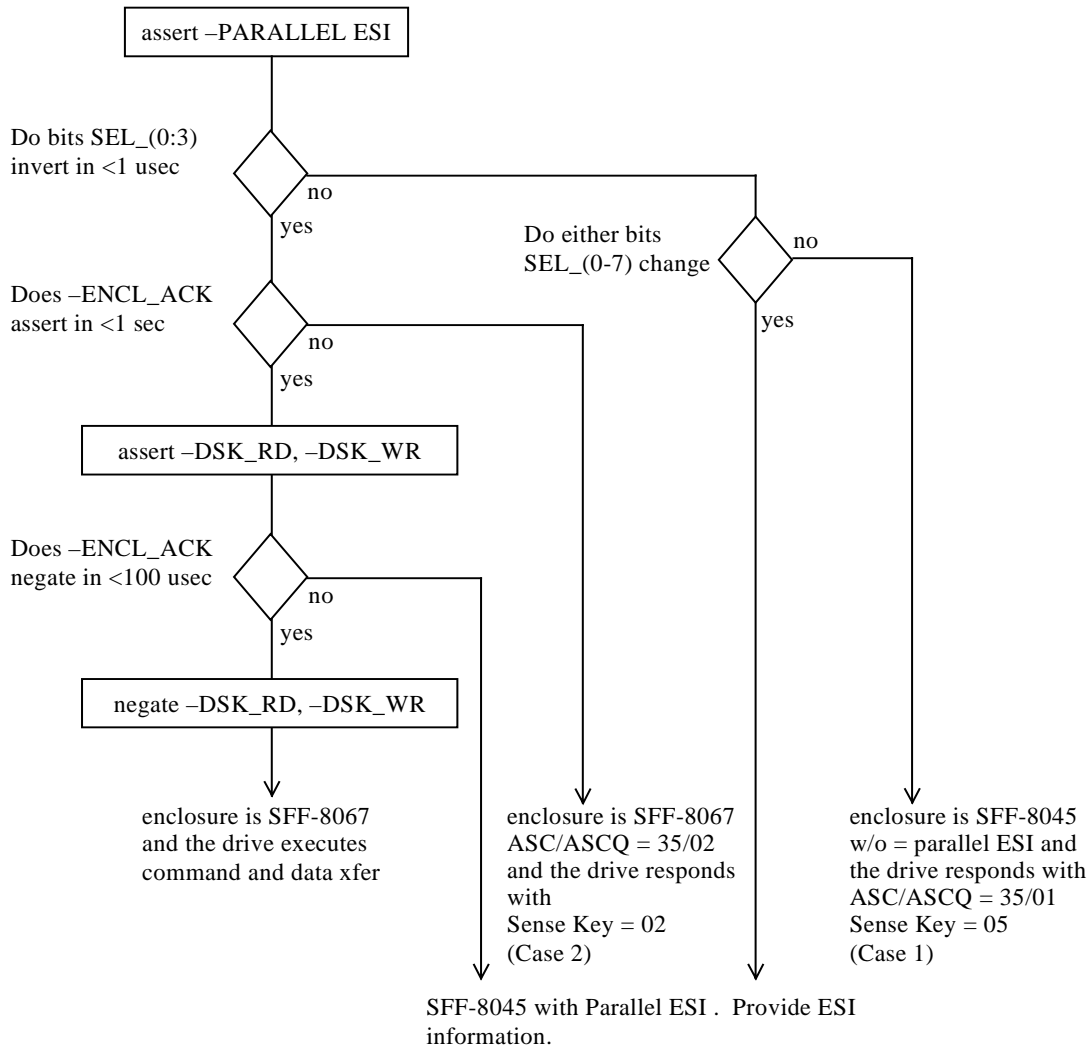 assert –PARALLEL ESI
Do bits SEL_(0:3)
invert in <1 usec
no
yes
Do either bits
SEL_(0-7) change
no
yes
Does –ENCL_ACK
assert in <1 sec
no
yes
assert –DSK_RD, –DSK_WR
Does –ENCL_ACK
negate in <100 usec
no
yes
negate –DSK_RD, –DSK_WR
enclosure is SFF-8067
and the drive executes
command and data xfer
enclosure is SFF-8067
ASC/ASCQ = 35/02
and the drive responds
with
Sense Key = 02
(Case 2)
enclosure is SFF-8045
w/o = parallel ESI and
the drive responds with
ASC/ASCQ = 35/01
Sense Key = 05
(Case 1)
SFF-8045 with Parallel ESI .  Provide ESI
information.